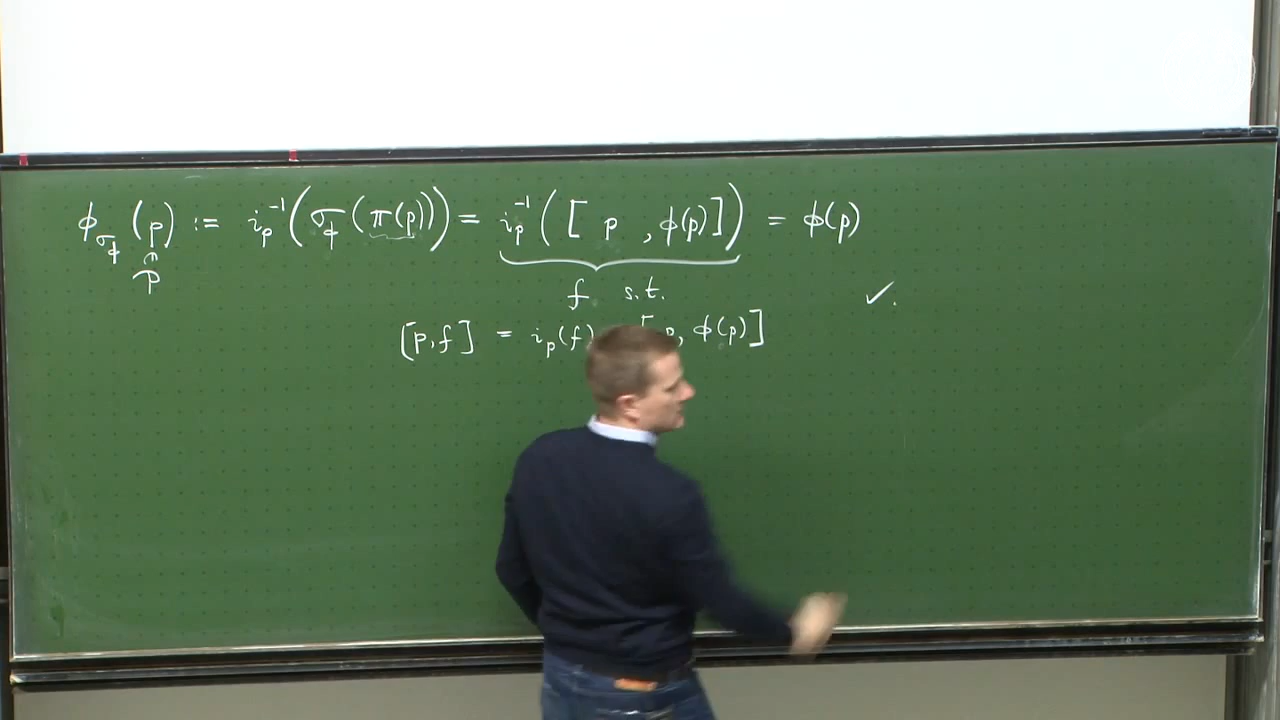 ϕ_{σ_ϕ}(p) := i_p^{-1}(σ_ϕ(π(p))) = i_p^{-1}([p, ϕ(p)]) = ϕ(p)
∩
P
f s.t. ✓.
[p,f] = i_p(f) [p, ϕ(p)]